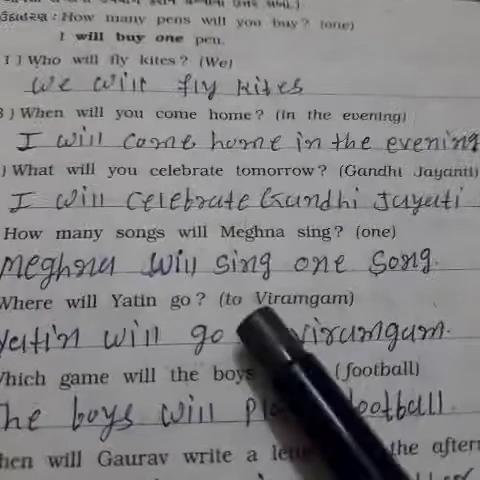 ઉદાહરણ : How many pens will you buy? (one)
I will buy one pen.
1 ) Who will fly kites? (We)
We will fly kites
3 ) When will you come home? (in the evening)
I will come home in the evening
) What will you celebrate tomorrow? (Gandhi Jayanti)
I will celebrate Gandhi Jayati
How many songs will Meghna sing? (one)
Meghna will sing one song.
Where will Yatin go? (to Viramgam)
Yatin will go viramgam.
Which game will the boys (football)
The boys will football.
When will Gaurav write a the